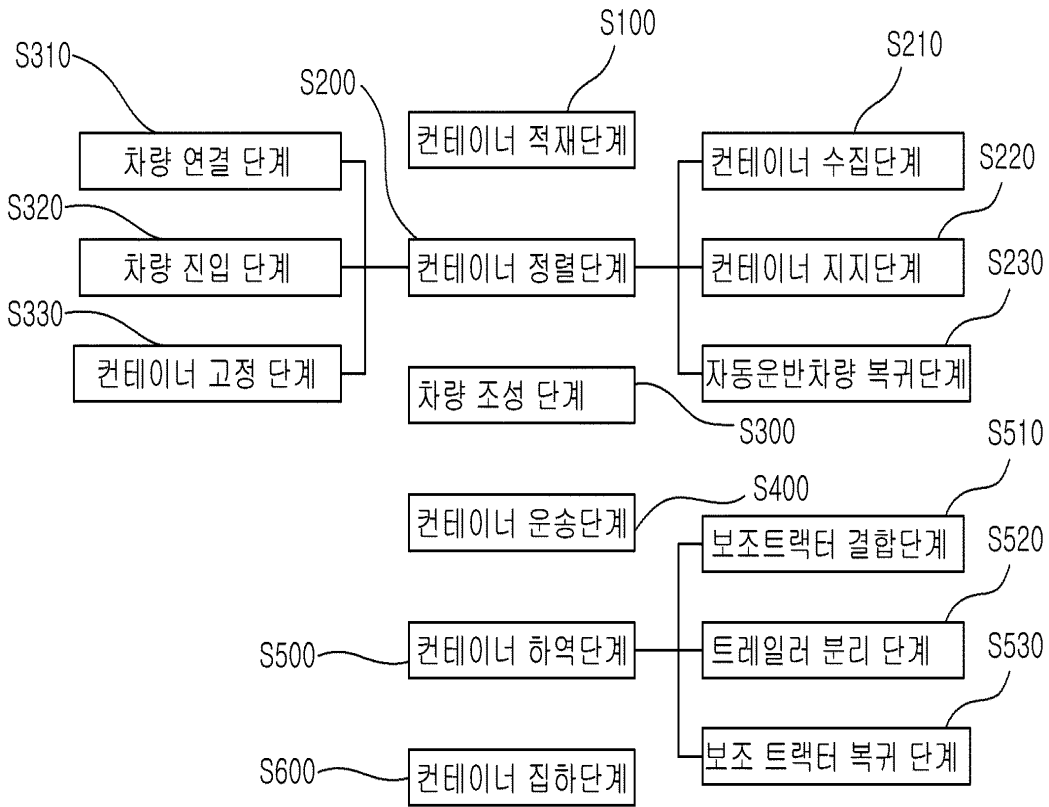 S100
S310
S210
S200
컨테이너 적재단계
차량 연결 단계
컨테이너 수집단계
S220
S320
차량 진입 단계
컨테이너 정렬단계
컨테이너 지지단계
S230
S330
컨테이너 고정 단계
자동운반차량 복귀단계
차량 조성 단계
S300
S510
S400
컨테이너 운송단계
보조트랙터 결합단계
S520
S500
컨테이너 하역단계
트레일러 분리 단계
S530
보조 트랙터 복귀 단계
S600
컨테이너 집하단계